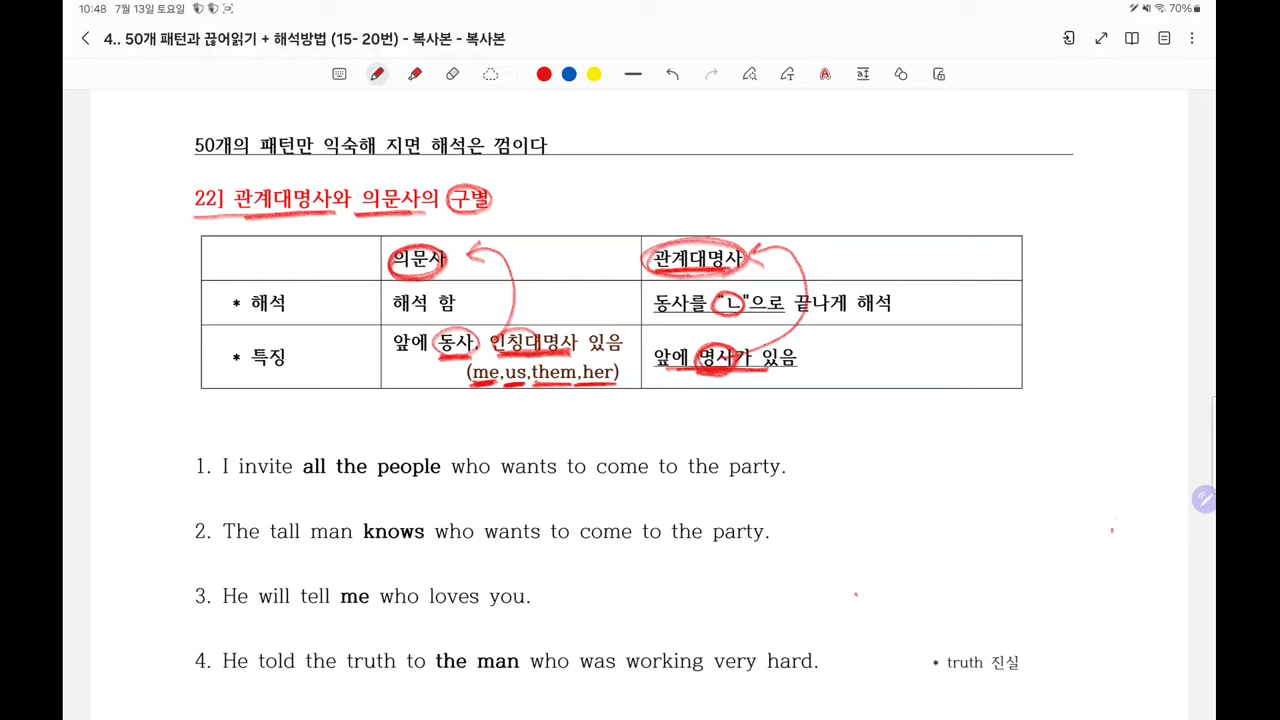 10:48 7월 13일 토요일
70%
4.. 50개 패턴과 끊어읽기 + 해석방법 (15- 20번) - 복사본 - 복사본
50개의 패턴만 익숙해 지면 해석은 껌이다
22] 관계대명사와 의문사의 구별
의문사 관계대명사
* 해석 해석 함 동사를 "ㄴ"으로 끝나게 해석
* 특징 앞에 동사, 인칭대명사 있음 앞에 명사가 있음
(me,us,them,her)
1. I invite all the people who wants to come to the party.
2. The tall man knows who wants to come to the party.
3. He will tell me who loves you.
4. He told the truth to the man who was working very hard. * truth 진실